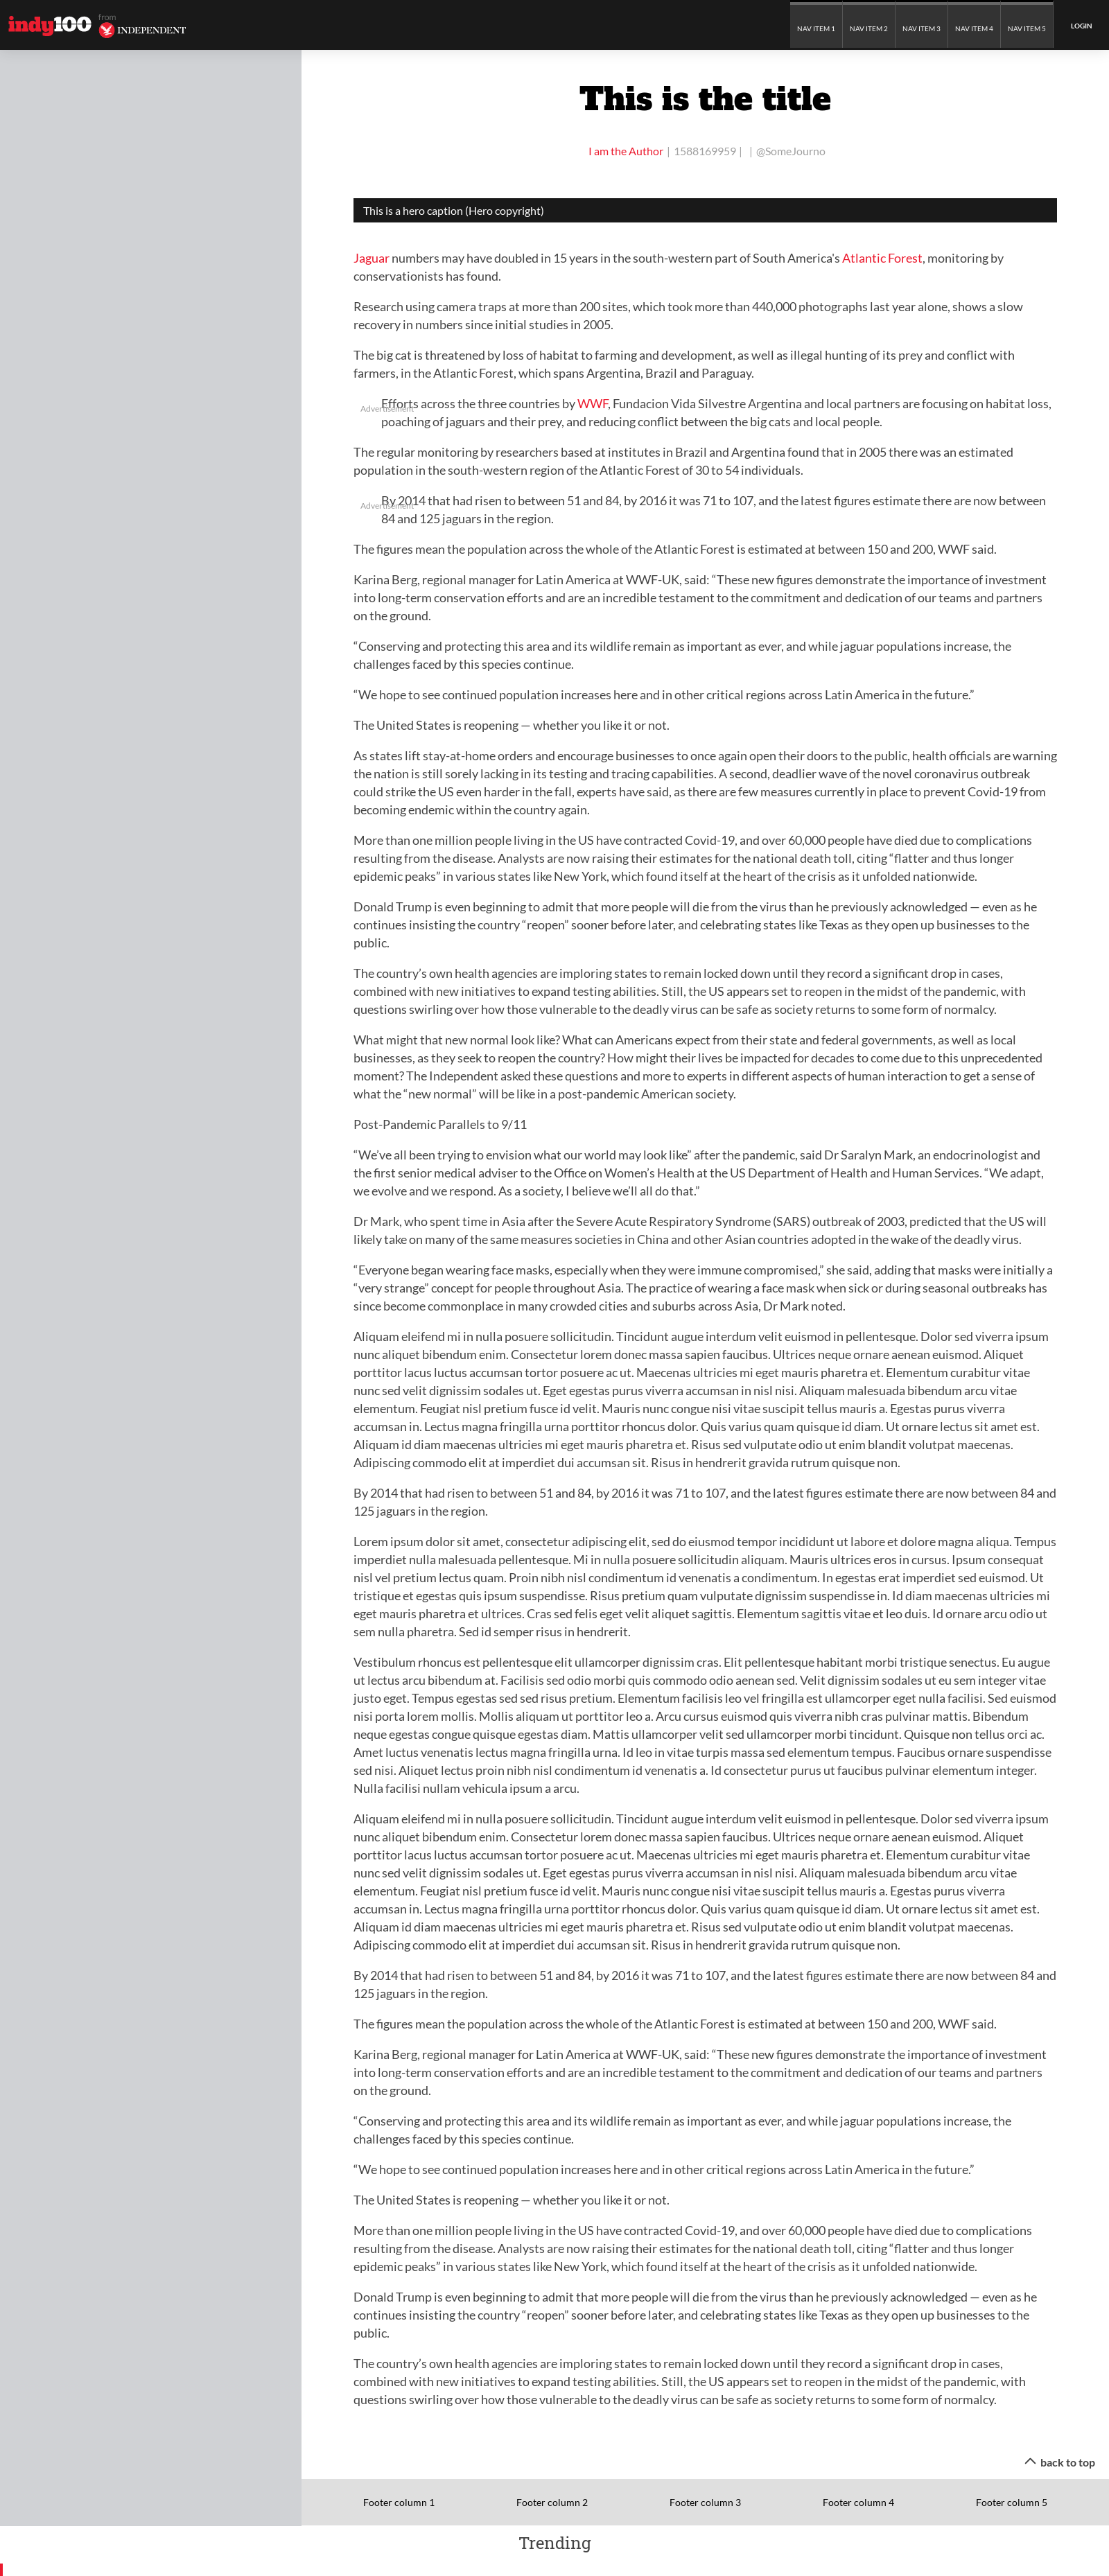 indy100 from INDEPENDENT
NAV ITEM 1 NAV ITEM 2 NAV ITEM 3 NAV ITEM 4 NAV ITEM 5 LOGIN
This is the title
I am the Author | 1588169959 | | @SomeJourno
This is a hero caption (Hero copyright)
Jaguar numbers may have doubled in 15 years in the south-western part of South America's Atlantic Forest, monitoring by
conservationists has found.
Research using camera traps at more than 200 sites, which took more than 440,000 photographs last year alone, shows a slow
recovery in numbers since initial studies in 2005.
The big cat is threatened by loss of habitat to farming and development, as well as illegal hunting of its prey and conflict with
farmers, in the Atlantic Forest, which spans Argentina, Brazil and Paraguay.
Advertisement
Efforts across the three countries by WWF, Fundacion Vida Silvestre Argentina and local partners are focusing on habitat loss,
poaching of jaguars and their prey, and reducing conflict between the big cats and local people.
The regular monitoring by researchers based at institutes in Brazil and Argentina found that in 2005 there was an estimated
population in the south-western region of the Atlantic Forest of 30 to 54 individuals.
Advertisement
By 2014 that had risen to between 51 and 84, by 2016 it was 71 to 107, and the latest figures estimate there are now between
84 and 125 jaguars in the region.
The figures mean the population across the whole of the Atlantic Forest is estimated at between 150 and 200, WWF said.
Karina Berg, regional manager for Latin America at WWF-UK, said: “These new figures demonstrate the importance of investment
into long-term conservation efforts and are an incredible testament to the commitment and dedication of our teams and partners
on the ground.
“Conserving and protecting this area and its wildlife remain as important as ever, and while jaguar populations increase, the
challenges faced by this species continue.
“We hope to see continued population increases here and in other critical regions across Latin America in the future.”
The United States is reopening — whether you like it or not.
As states lift stay-at-home orders and encourage businesses to once again open their doors to the public, health officials are warning
the nation is still sorely lacking in its testing and tracing capabilities. A second, deadlier wave of the novel coronavirus outbreak
could strike the US even harder in the fall, experts have said, as there are few measures currently in place to prevent Covid-19 from
becoming endemic within the country again.
More than one million people living in the US have contracted Covid-19, and over 60,000 people have died due to complications
resulting from the disease. Analysts are now raising their estimates for the national death toll, citing “flatter and thus longer
epidemic peaks” in various states like New York, which found itself at the heart of the crisis as it unfolded nationwide.
Donald Trump is even beginning to admit that more people will die from the virus than he previously acknowledged — even as he
continues insisting the country “reopen” sooner before later, and celebrating states like Texas as they open up businesses to the
public.
The country’s own health agencies are imploring states to remain locked down until they record a significant drop in cases,
combined with new initiatives to expand testing abilities. Still, the US appears set to reopen in the midst of the pandemic, with
questions swirling over how those vulnerable to the deadly virus can be safe as society returns to some form of normalcy.
What might that new normal look like? What can Americans expect from their state and federal governments, as well as local
businesses, as they seek to reopen the country? How might their lives be impacted for decades to come due to this unprecedented
moment? The Independent asked these questions and more to experts in different aspects of human interaction to get a sense of
what the “new normal” will be like in a post-pandemic American society.
Post-Pandemic Parallels to 9/11
“We’ve all been trying to envision what our world may look like” after the pandemic, said Dr Saralyn Mark, an endocrinologist and
the first senior medical adviser to the Office on Women’s Health at the US Department of Health and Human Services. “We adapt,
we evolve and we respond. As a society, I believe we’ll all do that.”
Dr Mark, who spent time in Asia after the Severe Acute Respiratory Syndrome (SARS) outbreak of 2003, predicted that the US will
likely take on many of the same measures societies in China and other Asian countries adopted in the wake of the deadly virus.
“Everyone began wearing face masks, especially when they were immune compromised,” she said, adding that masks were initially a
“very strange” concept for people throughout Asia. The practice of wearing a face mask when sick or during seasonal outbreaks has
since become commonplace in many crowded cities and suburbs across Asia, Dr Mark noted.
Aliquam eleifend mi in nulla posuere sollicitudin. Tincidunt augue interdum velit euismod in pellentesque. Dolor sed viverra ipsum
nunc aliquet bibendum enim. Consectetur lorem donec massa sapien faucibus. Ultrices neque ornare aenean euismod. Aliquet
porttitor lacus luctus accumsan tortor posuere ac ut. Maecenas ultricies mi eget mauris pharetra et. Elementum curabitur vitae
nunc sed velit dignissim sodales ut. Eget egestas purus viverra accumsan in nisl nisi. Aliquam malesuada bibendum arcu vitae
elementum. Feugiat nisl pretium fusce id velit. Mauris nunc congue nisi vitae suscipit tellus mauris a. Egestas purus viverra
accumsan in. Lectus magna fringilla urna porttitor rhoncus dolor. Quis varius quam quisque id diam. Ut ornare lectus sit amet est.
Aliquam id diam maecenas ultricies mi eget mauris pharetra et. Risus sed vulputate odio ut enim blandit volutpat maecenas.
Adipiscing commodo elit at imperdiet dui accumsan sit. Risus in hendrerit gravida rutrum quisque non.
By 2014 that had risen to between 51 and 84, by 2016 it was 71 to 107, and the latest figures estimate there are now between 84 and
125 jaguars in the region.
Lorem ipsum dolor sit amet, consectetur adipiscing elit, sed do eiusmod tempor incididunt ut labore et dolore magna aliqua. Tempus
imperdiet nulla malesuada pellentesque. Mi in nulla posuere sollicitudin aliquam. Mauris ultrices eros in cursus. Ipsum consequat
nisl vel pretium lectus quam. Proin nibh nisl condimentum id venenatis a condimentum. In egestas erat imperdiet sed euismod. Ut
tristique et egestas quis ipsum suspendisse. Risus pretium quam vulputate dignissim suspendisse in. Id diam maecenas ultricies mi
eget mauris pharetra et ultrices. Cras sed felis eget velit aliquet sagittis. Elementum sagittis vitae et leo duis. Id ornare arcu odio ut
sem nulla pharetra. Sed id semper risus in hendrerit.
Vestibulum rhoncus est pellentesque elit ullamcorper dignissim cras. Elit pellentesque habitant morbi tristique senectus. Eu augue
ut lectus arcu bibendum at. Facilisis sed odio morbi quis commodo odio aenean sed. Velit dignissim sodales ut eu sem integer vitae
justo eget. Tempus egestas sed sed risus pretium. Elementum facilisis leo vel fringilla est ullamcorper eget nulla facilisi. Sed euismod
nisi porta lorem mollis. Mollis aliquam ut porttitor leo a. Arcu cursus euismod quis viverra nibh cras pulvinar mattis. Bibendum
neque egestas congue quisque egestas diam. Mattis ullamcorper velit sed ullamcorper morbi tincidunt. Quisque non tellus orci ac.
Amet luctus venenatis lectus magna fringilla urna. Id leo in vitae turpis massa sed elementum tempus. Faucibus ornare suspendisse
sed nisi. Aliquet lectus proin nibh nisl condimentum id venenatis a. Id consectetur purus ut faucibus pulvinar elementum integer.
Nulla facilisi nullam vehicula ipsum a arcu.
Aliquam eleifend mi in nulla posuere sollicitudin. Tincidunt augue interdum velit euismod in pellentesque. Dolor sed viverra ipsum
nunc aliquet bibendum enim. Consectetur lorem donec massa sapien faucibus. Ultrices neque ornare aenean euismod. Aliquet
porttitor lacus luctus accumsan tortor posuere ac ut. Maecenas ultricies mi eget mauris pharetra et. Elementum curabitur vitae
nunc sed velit dignissim sodales ut. Eget egestas purus viverra accumsan in nisl nisi. Aliquam malesuada bibendum arcu vitae
elementum. Feugiat nisl pretium fusce id velit. Mauris nunc congue nisi vitae suscipit tellus mauris a. Egestas purus viverra
accumsan in. Lectus magna fringilla urna porttitor rhoncus dolor. Quis varius quam quisque id diam. Ut ornare lectus sit amet est.
Aliquam id diam maecenas ultricies mi eget mauris pharetra et. Risus sed vulputate odio ut enim blandit volutpat maecenas.
Adipiscing commodo elit at imperdiet dui accumsan sit. Risus in hendrerit gravida rutrum quisque non.
By 2014 that had risen to between 51 and 84, by 2016 it was 71 to 107, and the latest figures estimate there are now between 84 and
125 jaguars in the region.
The figures mean the population across the whole of the Atlantic Forest is estimated at between 150 and 200, WWF said.
Karina Berg, regional manager for Latin America at WWF-UK, said: “These new figures demonstrate the importance of investment
into long-term conservation efforts and are an incredible testament to the commitment and dedication of our teams and partners
on the ground.
“Conserving and protecting this area and its wildlife remain as important as ever, and while jaguar populations increase, the
challenges faced by this species continue.
“We hope to see continued population increases here and in other critical regions across Latin America in the future.”
The United States is reopening — whether you like it or not.
More than one million people living in the US have contracted Covid-19, and over 60,000 people have died due to complications
resulting from the disease. Analysts are now raising their estimates for the national death toll, citing “flatter and thus longer
epidemic peaks” in various states like New York, which found itself at the heart of the crisis as it unfolded nationwide.
Donald Trump is even beginning to admit that more people will die from the virus than he previously acknowledged — even as he
continues insisting the country “reopen” sooner before later, and celebrating states like Texas as they open up businesses to the
public.
The country’s own health agencies are imploring states to remain locked down until they record a significant drop in cases,
combined with new initiatives to expand testing abilities. Still, the US appears set to reopen in the midst of the pandemic, with
questions swirling over how those vulnerable to the deadly virus can be safe as society returns to some form of normalcy.
back to top
Footer column 1 Footer column 2 Footer column 3 Footer column 4 Footer column 5
Trending